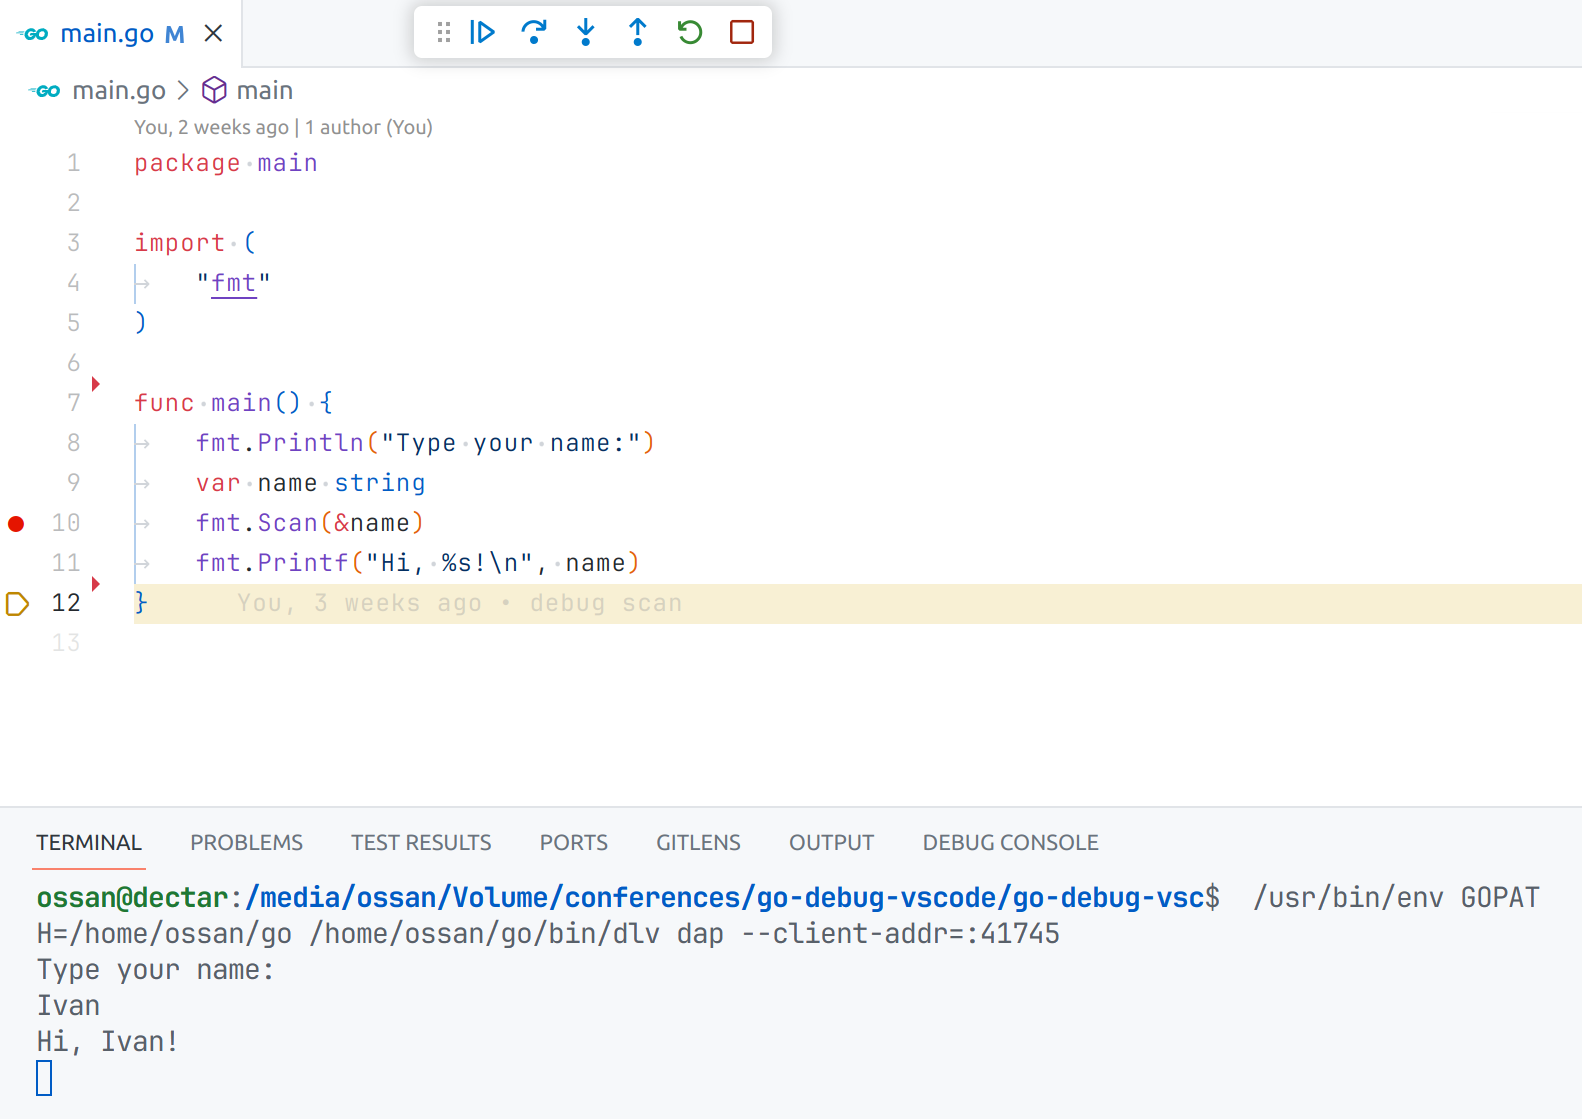 GO main.go M
GO main.go > main
You, 2 weeks ago | 1 author (You)
1 package main
2
3 import (
4 "fmt"
5 )
6
7 func main() {
8 fmt.Println("Type your name:")
9 var name string
10 fmt.Scan(&name)
11 fmt.Printf("Hi, %s!\n", name)
12 } You, 3 weeks ago • debug scan
13
TERMINAL PROBLEMS TEST RESULTS PORTS GITLENS OUTPUT DEBUG CONSOLE
ossan@dectar:/media/ossan/Volume/conferences/go-debug-vscode/go-debug-vsc$ /usr/bin/env GOPAT
H=/home/ossan/go /home/ossan/go/bin/dlv dap --client-addr=:41745
Type your name:
Ivan
Hi, Ivan!